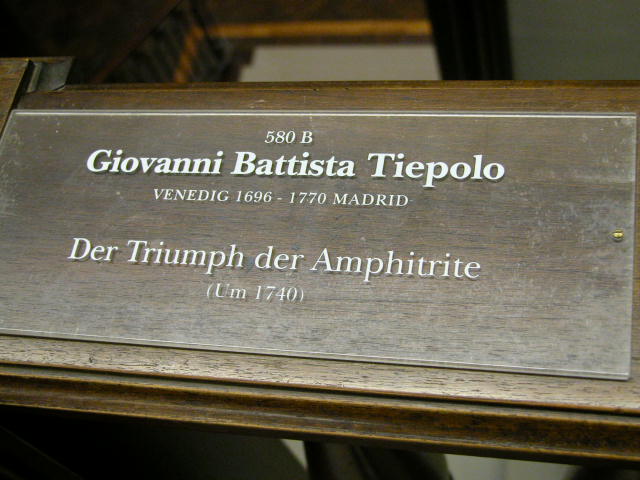 580 B
Giovanni Battista Tiepolo
VENEDIG 1696 - 1770 MADRID
Der Triumph der Amphitrite
(Um 1740)